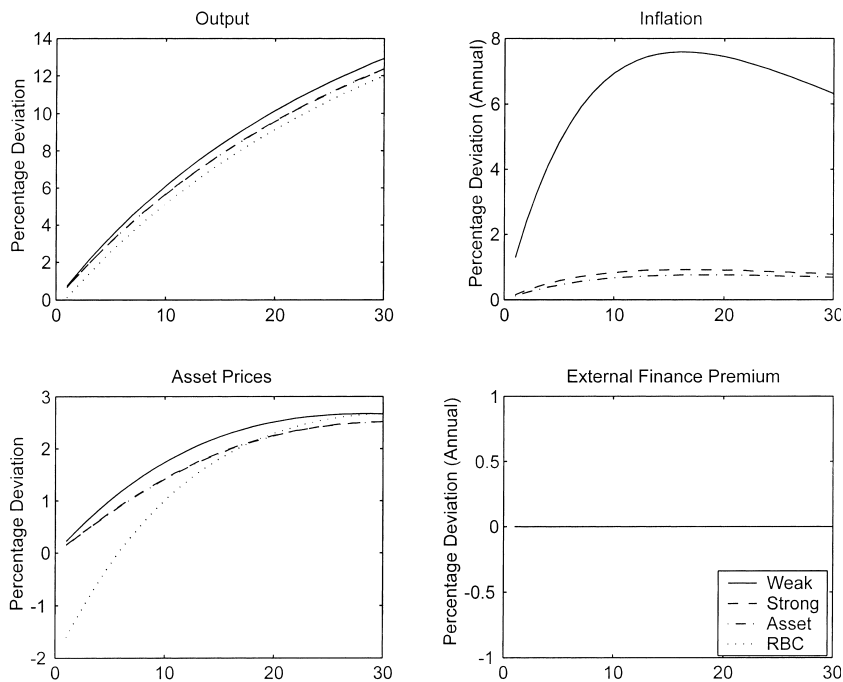 Output
Percentage Deviation
14
12
10
8
6
4
2
0
0 10 20 30
Inflation
Percentage Deviation (Annual)
8
6
4
2
0
0 10 20 30
Asset Prices
Percentage Deviation
3
2
1
0
-1
-2
0 10 20 30
External Finance Premium
Percentage Deviation (Annual)
1
0.5
0
-0.5
-1
0 10 20 30
Weak
Strong
Asset
RBC